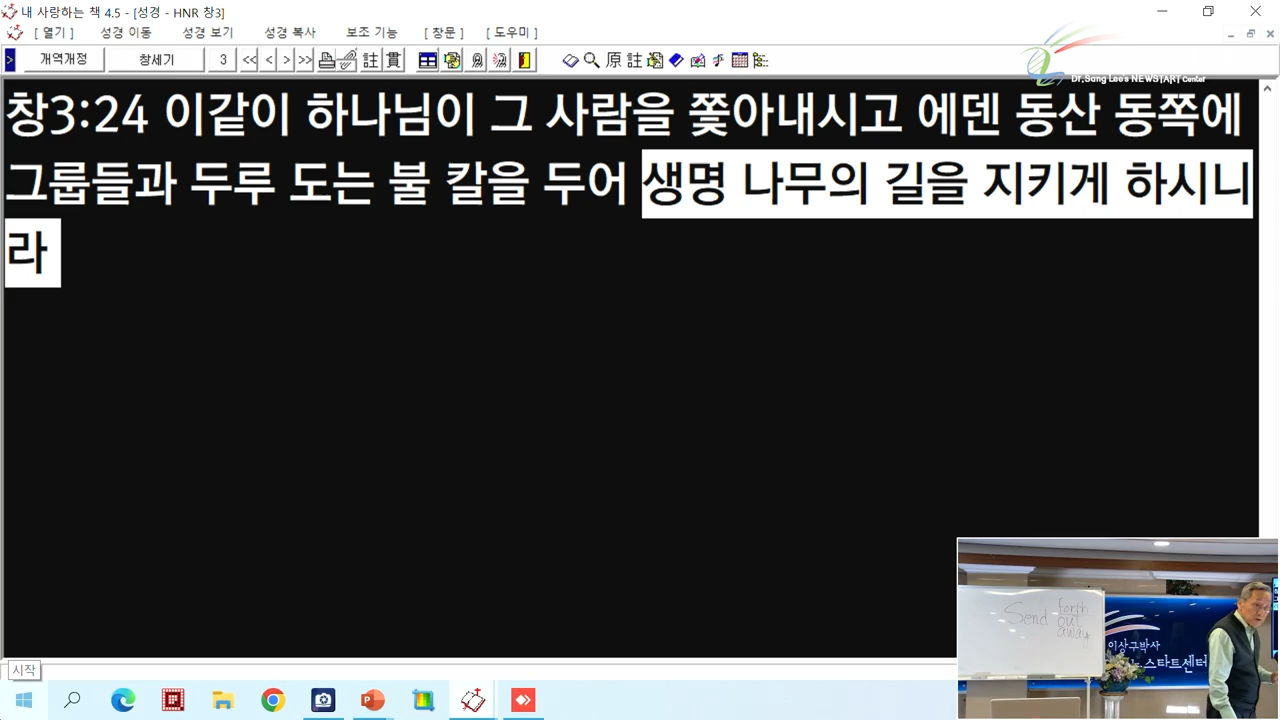 내 사랑하는 책 4.5 - [성경 - HNR 창3]
[ 열기 ] 성경 이동 성경 보기 성경 복사 보조 기능 [ 창문 ] [ 도우미 ]
개역개정 창세기 3 << < > >> 註 貫 原 註
Dr.Sang Lee's NEWSTART Center
창3:24 이같이 하나님이 그 사람을 쫓아내시고 에덴 동산 동쪽에
그룹들과 두루 도는 불 칼을 두어 생명 나무의 길을 지키게 하시니
라
Send forth
out
away
이상구박사
뉴스타트센터
시작